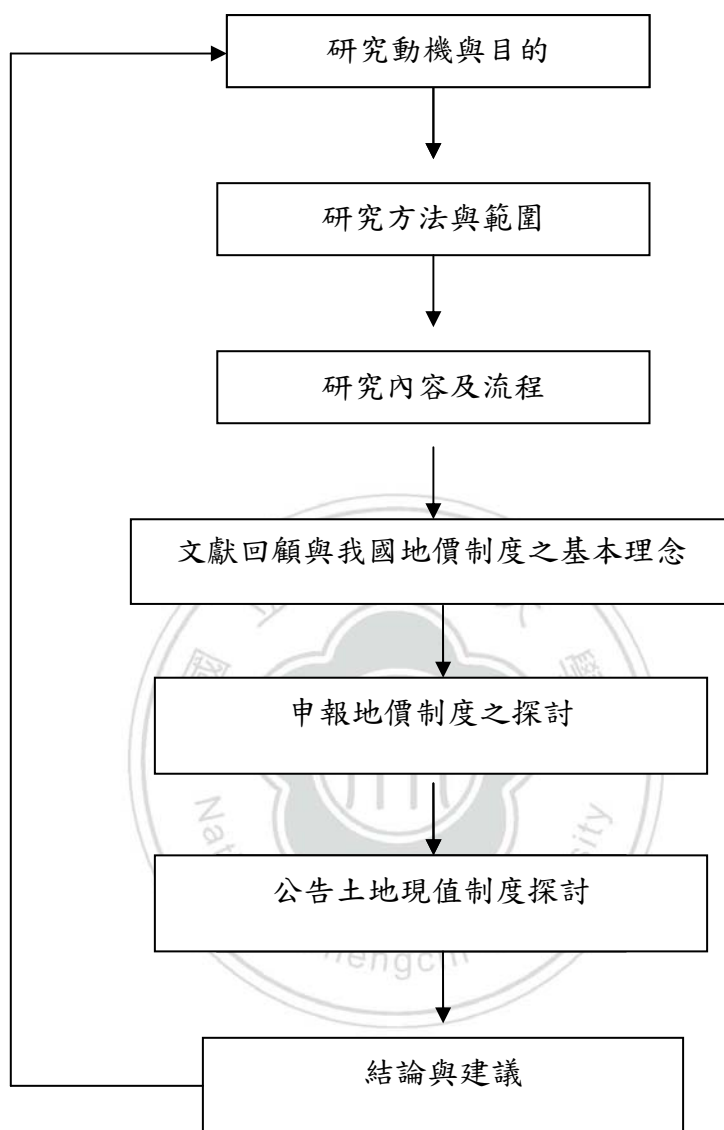 研究動機與目的
研究方法與範圍
研究內容及流程
文獻回顧與我國地價制度之基本理念
申報地價制度之探討
公告土地現值制度探討
結論與建議